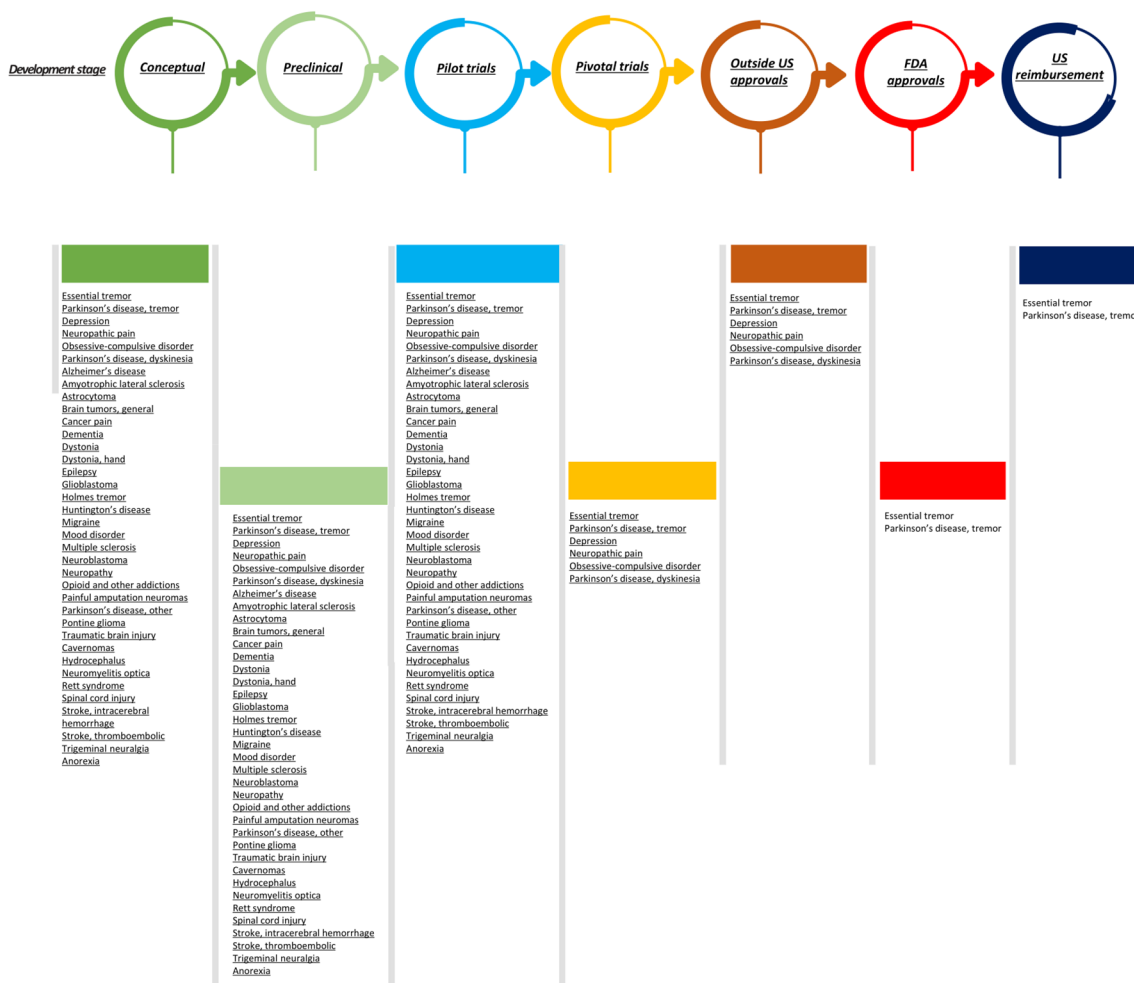 Development stage
Conceptual
Preclinical
Pilot trials
Pivotal trials
Outside US
approvals
FDA
approvals
US
reimbursement
Essential tremor
Parkinson's disease, tremor
Depression
Neuropathic pain
Obsessive-compulsive disorder
Parkinson's disease, dyskinesia
Alzheimer's disease
Amyotrophic lateral sclerosis
Astrocytoma
Brain tumors, general
Cancer pain
Dementia
Dystonia
Dystonia, hand
Epilepsy
Glioblastoma
Holmes tremor
Huntington's disease
Migraine
Mood disorder
Multiple sclerosis
Neuroblastoma
Neuropathy
Opioid and other addictions
Painful amputation neuromas
Parkinson's disease, other
Pontine glioma
Traumatic brain injury
Cavernomas
Hydrocephalus
Neuromyelitis optica
Rett syndrome
Spinal cord injury
Stroke, intracerebral
hemorrhage
Stroke, thromboembolic
Trigeminal neuralgia
Anorexia
Essential tremor
Parkinson's disease, tremor
Depression
Neuropathic pain
Obsessive-compulsive disorder
Parkinson's disease, dyskinesia
Alzheimer's disease
Amyotrophic lateral sclerosis
Astrocytoma
Brain tumors, general
Cancer pain
Dementia
Dystonia
Dystonia, hand
Epilepsy
Glioblastoma
Holmes tremor
Huntington's disease
Migraine
Mood disorder
Multiple sclerosis
Neuroblastoma
Neuropathy
Opioid and other addictions
Painful amputation neuromas
Parkinson's disease, other
Pontine glioma
Traumatic brain injury
Cavernomas
Hydrocephalus
Neuromyelitis optica
Rett syndrome
Spinal cord injury
Stroke, intracerebral hemorrhage
Stroke, thromboembolic
Trigeminal neuralgia
Anorexia
Essential tremor
Parkinson's disease, tremor
Depression
Neuropathic pain
Obsessive-compulsive disorder
Parkinson's disease, dyskinesia
Alzheimer's disease
Amyotrophic lateral sclerosis
Astrocytoma
Brain tumors, general
Cancer pain
Dementia
Dystonia
Dystonia, hand
Epilepsy
Glioblastoma
Holmes tremor
Huntington's disease
Migraine
Mood disorder
Multiple sclerosis
Neuroblastoma
Neuropathy
Opioid and other addictions
Painful amputation neuromas
Parkinson's disease, other
Pontine glioma
Traumatic brain injury
Cavernomas
Hydrocephalus
Neuromyelitis optica
Rett syndrome
Spinal cord injury
Stroke, intracerebral hemorrhage
Stroke, thromboembolic
Trigeminal neuralgia
Anorexia
Essential tremor
Parkinson's disease, tremor
Depression
Neuropathic pain
Obsessive-compulsive disorder
Parkinson's disease, dyskinesia
Essential tremor
Parkinson's disease, tremor
Depression
Neuropathic pain
Obsessive-compulsive disorder
Parkinson's disease, dyskinesia
Essential tremor
Parkinson's disease, tremor
Essential tremor
Parkinson's disease, tremo